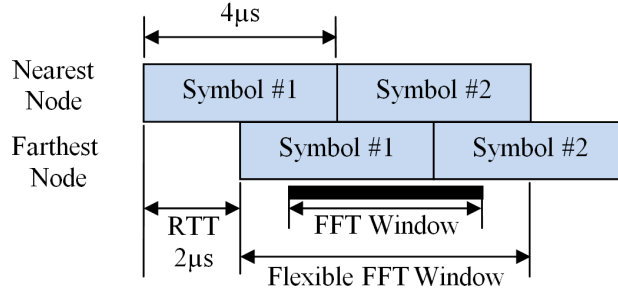 4μs
Nearest
Node
Symbol #1
Symbol #2
Farthest
Node
Symbol #1
Symbol #2
RTT
2μs
FFT Window
Flexible FFT Window